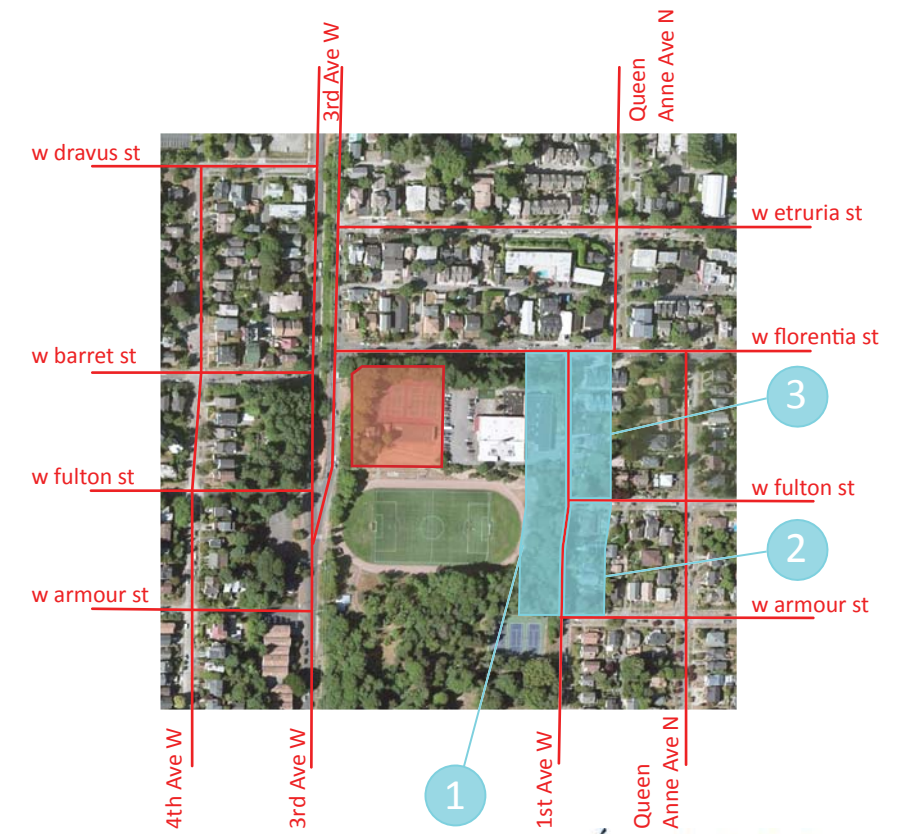 3rd Ave W
Queen
Anne Ave N
w dravus st
w etruria st
w florentia st
w barret st
3
w fulton st
w fulton st
2
w armour st
w armour st
1
4th Ave W
3rd Ave W
1st Ave W
Queen
Anne Ave N